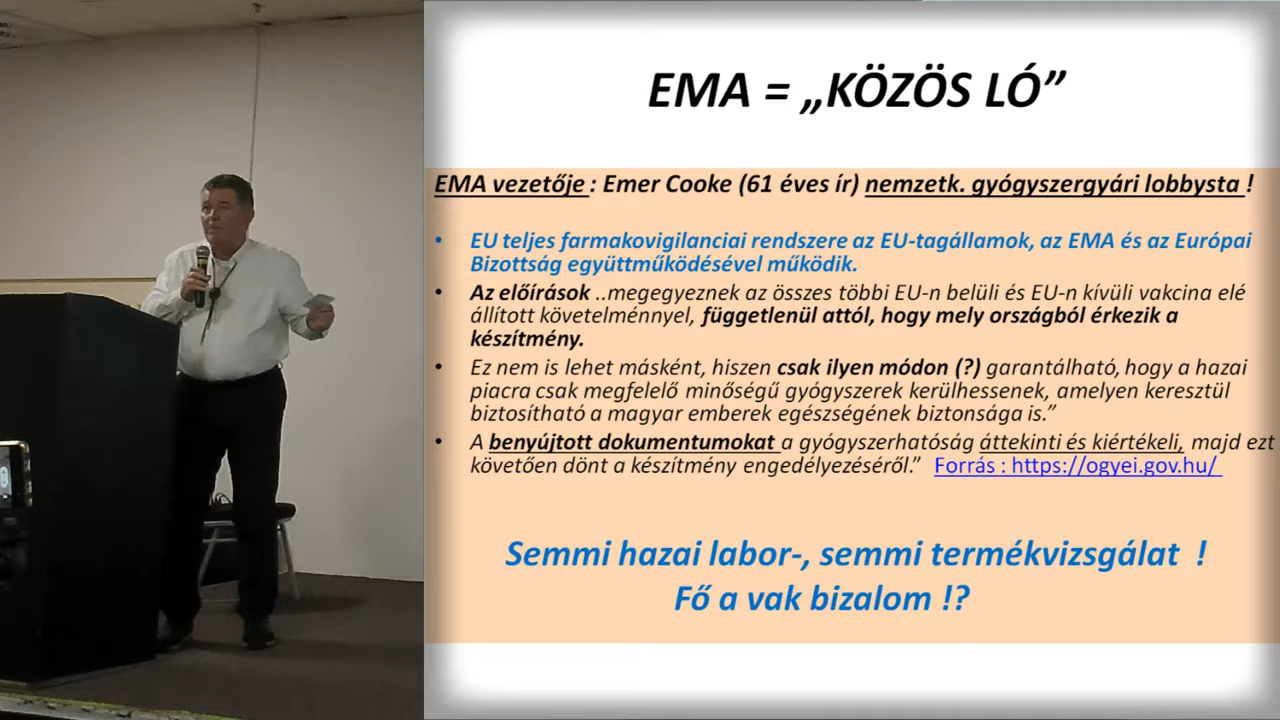 EMA = „KÖZÖS LÓ”
EMA vezetője : Emer Cooke (61 éves ír) nemzetk. gyógyszergyári lobbysta !
• EU teljes farmakovigilanciai rendszere az EU-tagállamok, az EMA és az Európai
Bizottság együttműködésével működik.
• Az előírások ..megegyeznek az összes többi EU-n belüli és EU-n kívüli vakcina elé
állított követelménnyel, függetlenül attól, hogy mely országból érkezik a
készítmény.
• Ez nem is lehet másként, hiszen csak ilyen módon (?) garantálható, hogy a hazai
piacra csak megfelelő minőségű gyógyszerek kerülhessenek, amelyen keresztül
biztosítható a magyar emberek egészségének biztonsága is.”
• A benyújtott dokumentumokat a gyógyszerhatóság áttekinti és kiértékeli, majd ezt
követően dönt a készítmény engedélyezéséről.” Forrás : https://ogyei.gov.hu/
Semmi hazai labor-, semmi termékvizsgálat !
Fő a vak bizalom !?